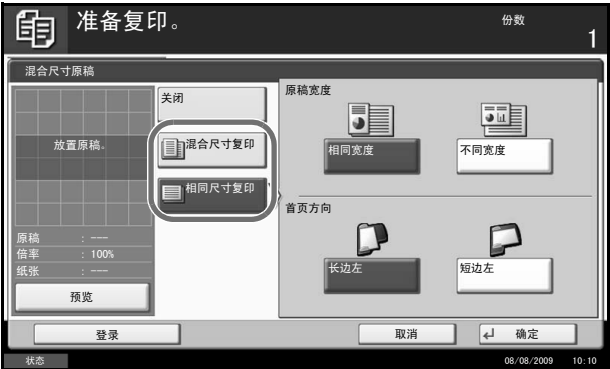 准备复印。
份数
1
混合尺寸原稿
放置原稿。
原稿 : ---
倍率 : 100%
纸张 : ---
预览
关闭
混合尺寸复印
相同尺寸复印
原稿宽度
相同宽度 不同宽度
首页方向
长边左 短边左
登录 取消 确定
状态 08/08/2009 10:10